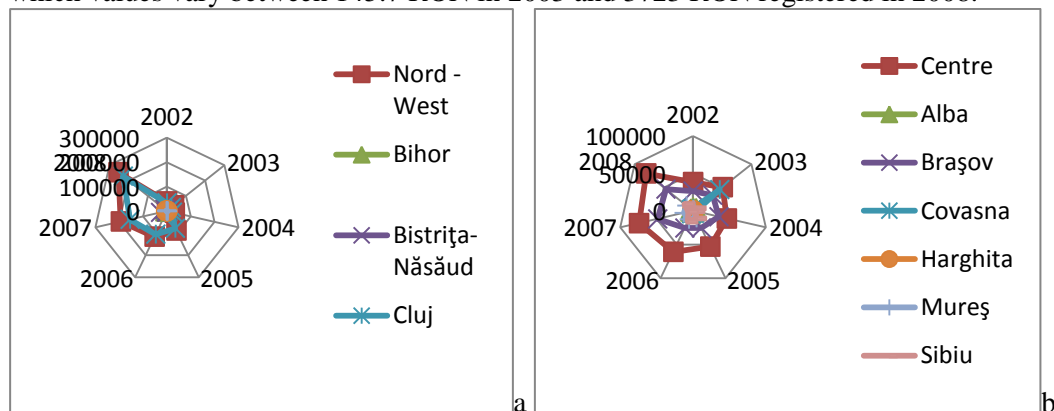 which values vary between RON in 2003 and RON registered in 2008.
2002
300000
2008
200000
2003
100000
0
2007
2004
2006
2005
Nord -
West
Bihor
Bistriţa-
Năsăud
Cluj
a
2002
100000
2008
2003
50000
0
2007
2004
2006
2005
Centre
Alba
Braşov
Covasna
Harghita
Mureş
Sibiu
b